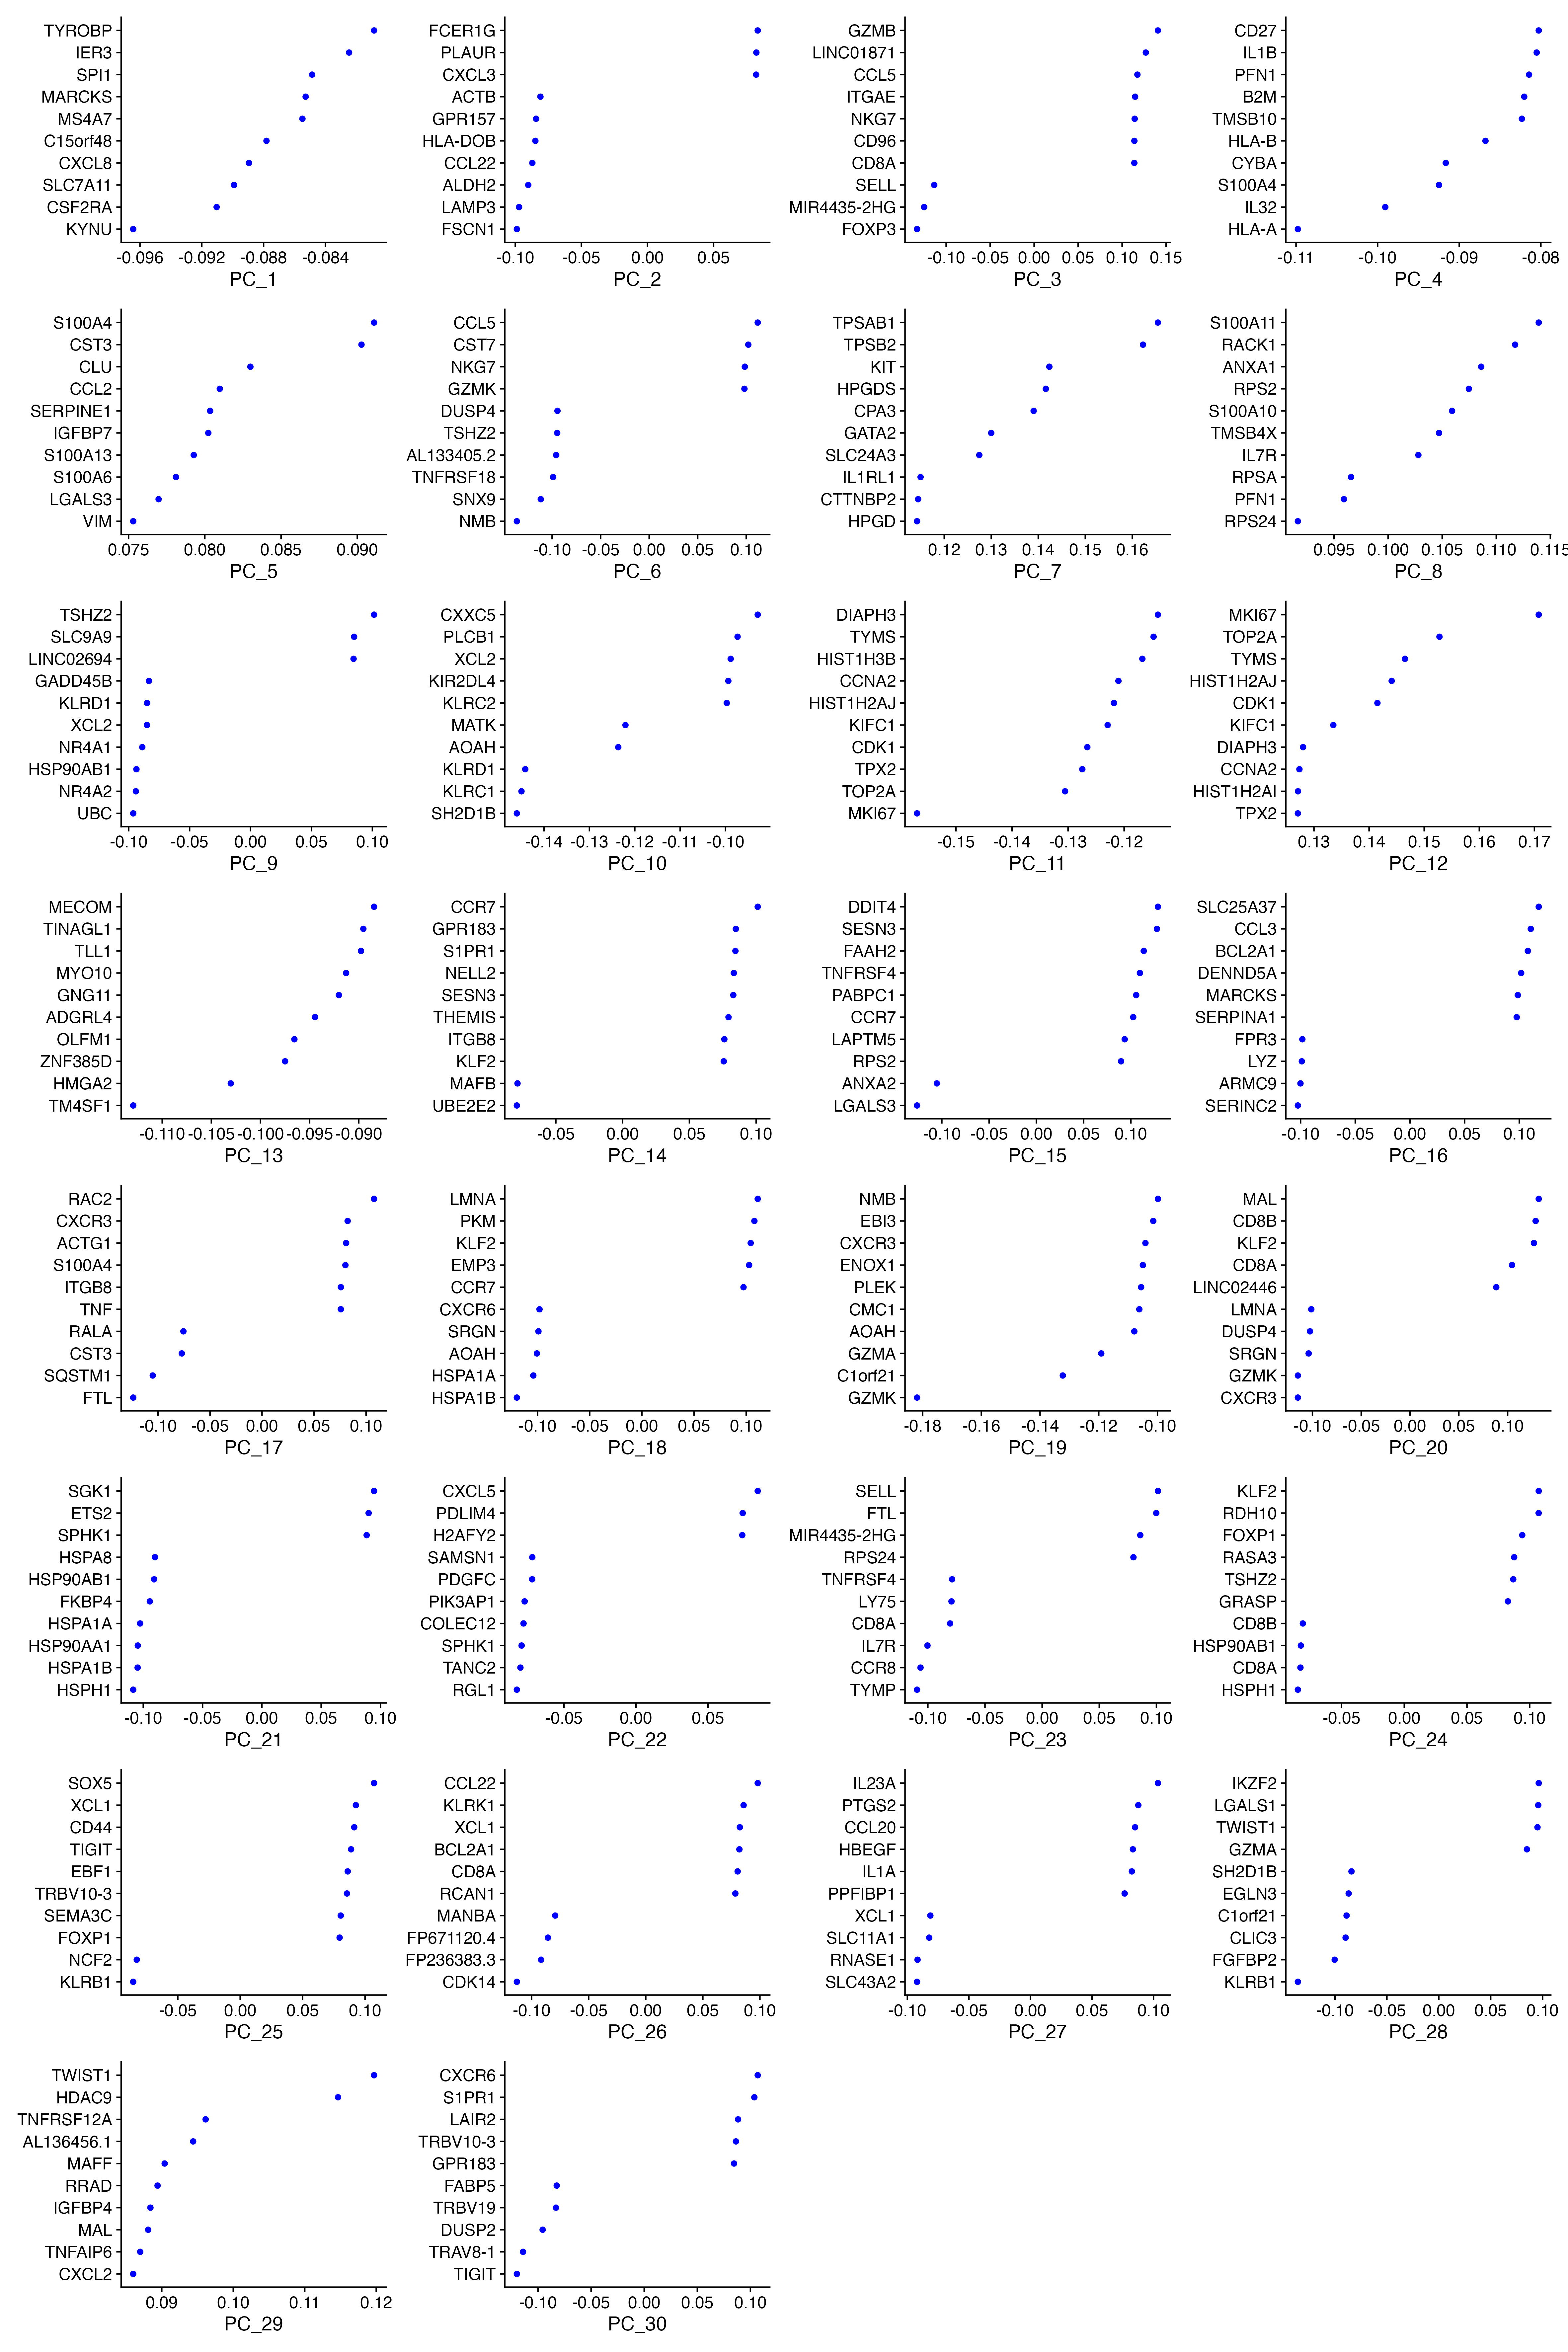 TYROBP
IER3
SPI1
MARCKS
MS4A7
C15orf48
CXCL8
SLC7A11
CSF2RA
KYNU
-0.096 -0.092 -0.088 -0.084
PC_1
FCER1G
PLAUR
CXCL3
ACTB
GPR157
HLA-DOB
CCL22
ALDH2
LAMP3
FSCN1
-0.10 -0.05 0.00 0.05
PC_2
GZMB
LINC01871
CCL5
ITGAE
NKG7
CD96
CD8A
SELL
MIR4435-2HG
FOXP3
-0.10 -0.05 0.00 0.05 0.10 0.15
PC_3
CD27
IL1B
PFN1
B2M
TMSB10
HLA-B
CYBA
S100A4
IL32
HLA-A
-0.11 -0.10 -0.09 -0.08
PC_4
S100A4
CST3
CLU
CCL2
SERPINE1
IGFBP7
S100A13
S100A6
LGALS3
VIM
0.075 0.080 0.085 0.090
PC_5
CCL5
CST7
NKG7
GZMK
DUSP4
TSHZ2
AL133405.2
TNFRSF18
SNX9
NMB
-0.10 -0.05 0.00 0.05 0.10
PC_6
TPSAB1
TPSB2
KIT
HPGDS
CPA3
GATA2
SLC24A3
IL1RL1
CTTNBP2
HPGD
0.12 0.13 0.14 0.15 0.16
PC_7
S100A11
RACK1
ANXA1
RPS2
S100A10
TMSB4X
IL7R
RPSA
PFN1
RPS24
0.095 0.100 0.105 0.110 0.115
PC_8
TSHZ2
SLC9A9
LINC02694
GADD45B
KLRD1
XCL2
NR4A1
HSP90AB1
NR4A2
UBC
-0.10 -0.05 0.00 0.05 0.10
PC_9
CXXC5
PLCB1
XCL2
KIR2DL4
KLRC2
MATK
AOAH
KLRD1
KLRC1
SH2D1B
-0.14 -0.13 -0.12 -0.11 -0.10
PC_10
DIAPH3
TYMS
HIST1H3B
CCNA2
HIST1H2AJ
KIFC1
CDK1
TPX2
TOP2A
MKI67
-0.15 -0.14 -0.13 -0.12
PC_11
MKI67
TOP2A
TYMS
HIST1H2AJ
CDK1
KIFC1
DIAPH3
CCNA2
HIST1H2AI
TPX2
0.13 0.14 0.15 0.16 0.17
PC_12
MECOM
TINAGL1
TLL1
MYO10
GNG11
ADGRL4
OLFM1
ZNF385D
HMGA2
TM4SF1
-0.110 -0.105 -0.100 -0.095 -0.090
PC_13
CCR7
GPR183
S1PR1
NELL2
SESN3
THEMIS
ITGB8
KLF2
MAFB
UBE2E2
-0.05 0.00 0.05 0.10
PC_14
DDIT4
SESN3
FAAH2
TNFRSF4
PABPC1
CCR7
LAPTM5
RPS2
ANXA2
LGALS3
-0.10 -0.05 0.00 0.05 0.10
PC_15
SLC25A37
CCL3
BCL2A1
DENND5A
MARCKS
SERPINA1
FPR3
LYZ
ARMC9
SERINC2
-0.10 -0.05 0.00 0.05 0.10
PC_16
RAC2
CXCR3
ACTG1
S100A4
ITGB8
TNF
RALA
CST3
SQSTM1
FTL
-0.10 -0.05 0.00 0.05 0.10
PC_17
LMNA
PKM
KLF2
EMP3
CCR7
CXCR6
SRGN
AOAH
HSPA1A
HSPA1B
-0.10 -0.05 0.00 0.05 0.10
PC_18
NMB
EBI3
CXCR3
ENOX1
PLEK
CMC1
AOAH
GZMA
C1orf21
GZMK
-0.18 -0.16 -0.14 -0.12 -0.10
PC_19
MAL
CD8B
KLF2
CD8A
LINC02446
LMNA
DUSP4
SRGN
GZMK
CXCR3
-0.10 -0.05 0.00 0.05 0.10
PC_20
SGK1
ETS2
SPHK1
HSPA8
HSP90AB1
FKBP4
HSPA1A
HSP90AA1
HSPA1B
HSPH1
-0.10 -0.05 0.00 0.05 0.10
PC_21
CXCL5
PDLIM4
H2AFY2
SAMSN1
PDGFC
PIK3AP1
COLEC12
SPHK1
TANC2
RGL1
-0.05 0.00 0.05
PC_22
SELL
FTL
MIR4435-2HG
RPS24
TNFRSF4
LY75
CD8A
IL7R
CCR8
TYMP
-0.10 -0.05 0.00 0.05 0.10
PC_23
KLF2
RDH10
FOXP1
RASA3
TSHZ2
GRASP
CD8B
HSP90AB1
CD8A
HSPH1
-0.05 0.00 0.05 0.10
PC_24
SOX5
XCL1
CD44
TIGIT
EBF1
TRBV10-3
SEMA3C
FOXP1
NCF2
KLRB1
-0.05 0.00 0.05 0.10
PC_25
CCL22
KLRK1
XCL1
BCL2A1
CD8A
RCAN1
MANBA
FP671120.4
FP236383.3
CDK14
-0.10 -0.05 0.00 0.05 0.10
PC_26
IL23A
PTGS2
CCL20
HBEGF
IL1A
PPFIBP1
XCL1
SLC11A1
RNASE1
SLC43A2
-0.10 -0.05 0.00 0.05 0.10
PC_27
IKZF2
LGALS1
TWIST1
GZMA
SH2D1B
EGLN3
C1orf21
CLIC3
FGFBP2
KLRB1
-0.10 -0.05 0.00 0.05 0.10
PC_28
TWIST1
HDAC9
TNFRSF12A
AL136456.1
MAFF
RRAD
IGFBP4
MAL
TNFAIP6
CXCL2
0.09 0.10 0.11 0.12
PC_29
CXCR6
S1PR1
LAIR2
TRBV10-3
GPR183
FABP5
TRBV19
DUSP2
TRAV8-1
TIGIT
-0.10 -0.05 0.00 0.05 0.10
PC_30